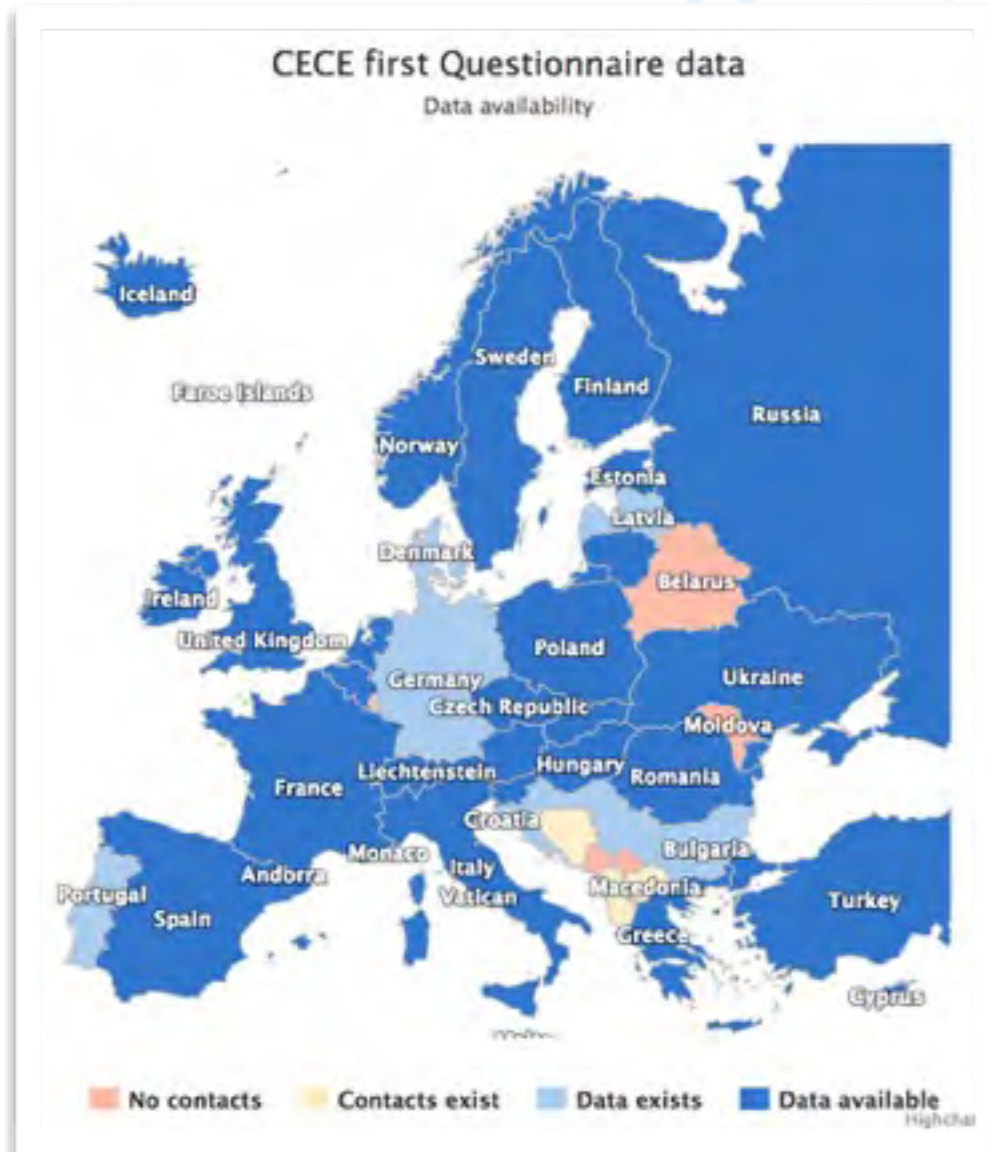 CECE first Questionnaire data
Data availability
Iceland
Sweden
Finland
Faroe Islands
Russia
Norway
Estonia
Latvia
Denmark
Belarus
Ireland
United Kingdom
Poland
Germany
Ukraine
Czech Republic
Moldova
Liechtenstein
Hungary
Romania
France
Croatia
Bulgaria
Monaco
Italy
Andorra
Macedonia
Portugal
Vatican
Turkey
Spain
Greece
Cyprus
No contacts
Contacts exist
Data exists
Data available